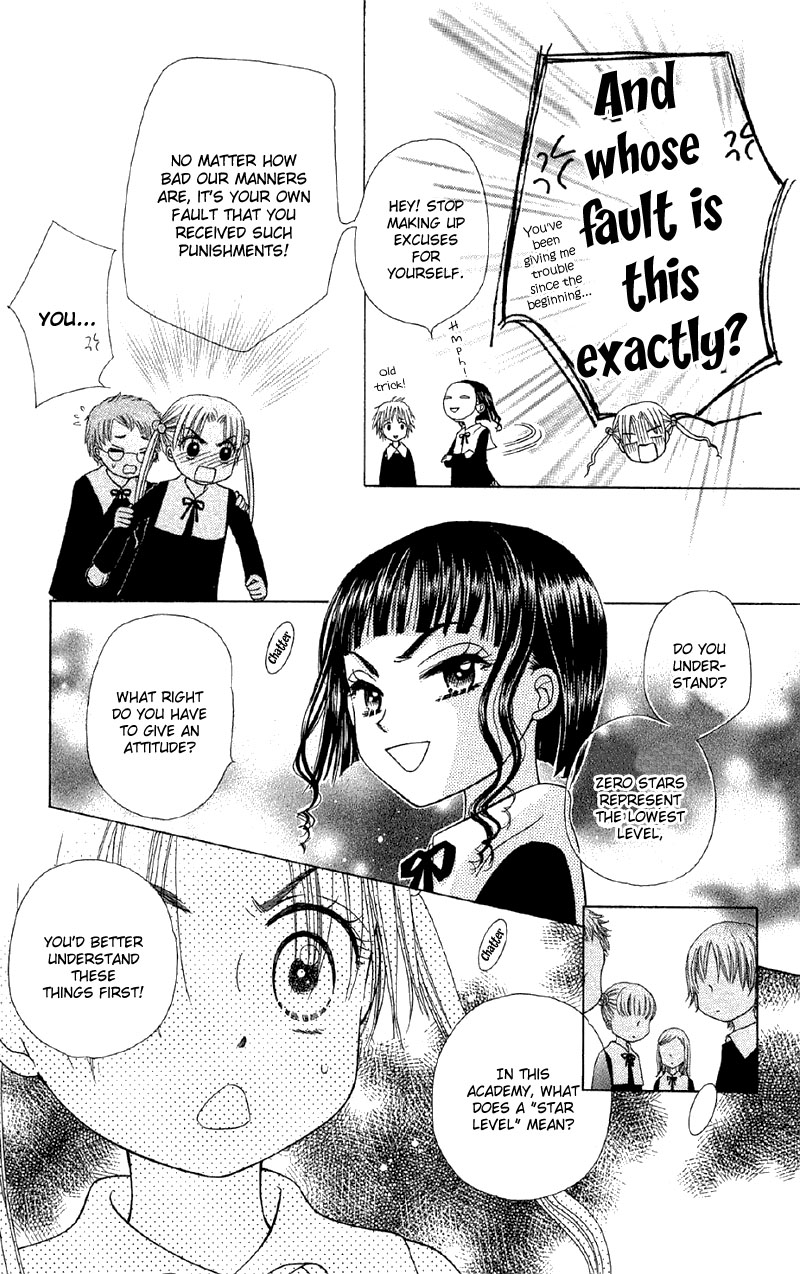 And
whose
fault is
this
exactly?
You've
been
giving me
trouble
since the
beginning...
HEY! STOP
MAKING UP
EXCUSES
FOR
YOURSELF.
Hmph!
old
trick!
NO MATTER HOW
BAD OUR MANNERS
ARE, IT'S YOUR OWN
FAULT THAT YOU
RECEIVED SUCH
PUNISHMENTS!
YOU...
DO YOU
UNDER-
STAND?
ZERO STARS
REPRESENT
THE LOWEST
LEVEL,
Chatter
WHAT RIGHT
DO YOU HAVE
TO GIVE AN
ATTITUDE?
Chatter
IN THIS
ACADEMY, WHAT
DOES A "STAR
LEVEL" MEAN?
YOU'D BETTER
UNDERSTAND
THESE
THINGS FIRST!